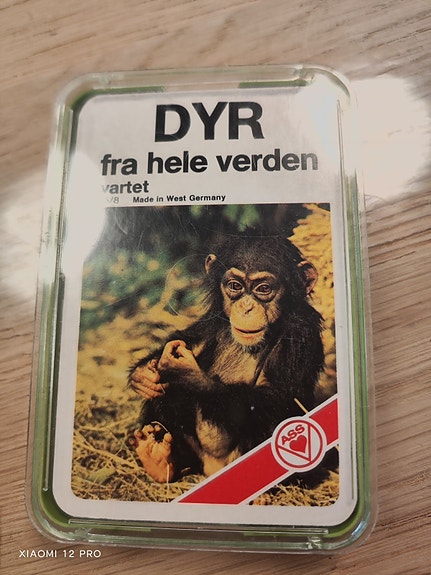 DYR
fra hele verden
vartet
Made in West Germany
ASS
XIAOMI 12 PRO